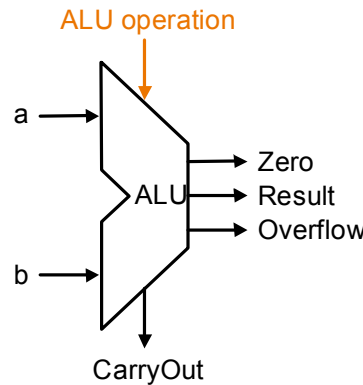 ALU operation
a
Zero
ALU
Result
Overflow
b
CarryOut